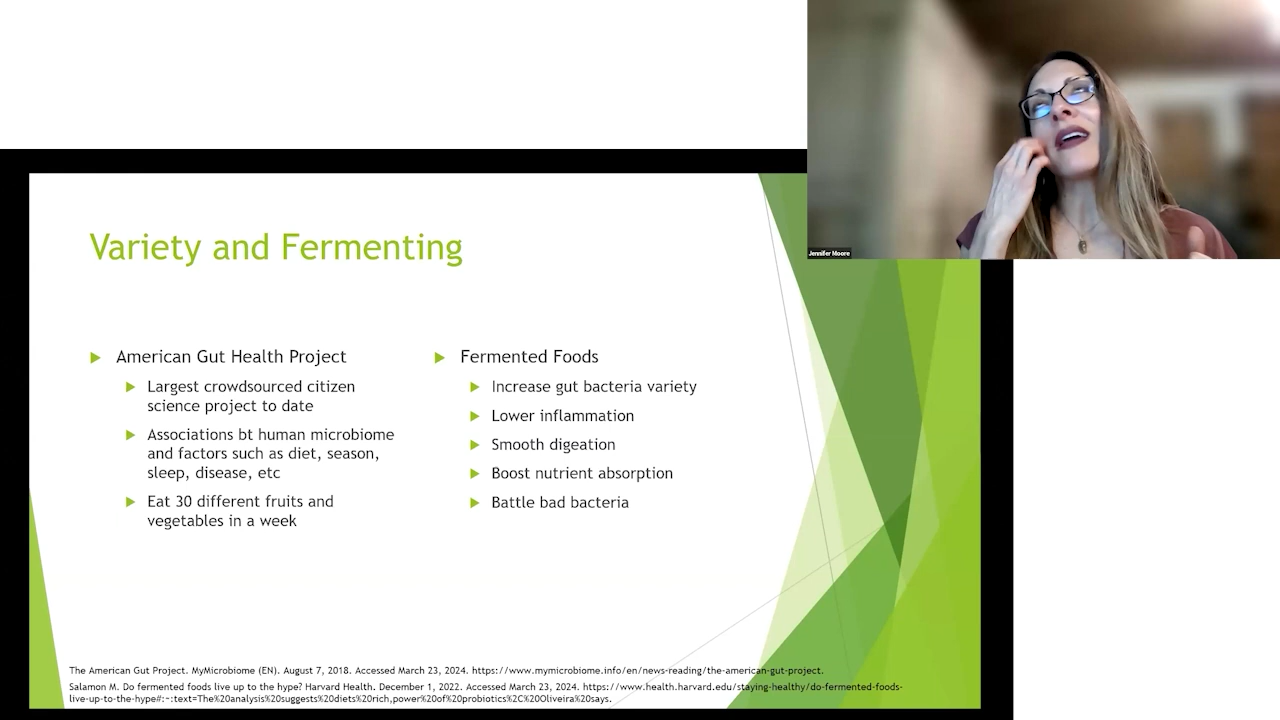 Jennifer Moore
Variety and Fermenting
American Gut Health Project
Largest crowdsourced citizen
science project to date
Associations bt human microbiome
and factors such as diet, season,
sleep, disease, etc
Eat 30 different fruits and
vegetables in a week
Fermented Foods
Increase gut bacteria variety
Lower inflammation
Smooth digeation
Boost nutrient absorption
Battle bad bacteria
The American Gut Project. MyMicrobiome (EN). August 7, 2018. Accessed March 23, 2024. https://www.mymicrobiome.info/en/news-reading/the-american-gut-project.
Salamon M. Do fermented foods live up to the hype? Harvard Health. December 1, 2022. Accessed March 23, 2024. https://www.health.harvard.edu/staying-healthy/do-fermented-foods-
live-up-to-the-hype#:~:text=The%20analysis%20suggests%20diets%20rich,power%20of%20probiotics%2C%20Oliveira%20says.